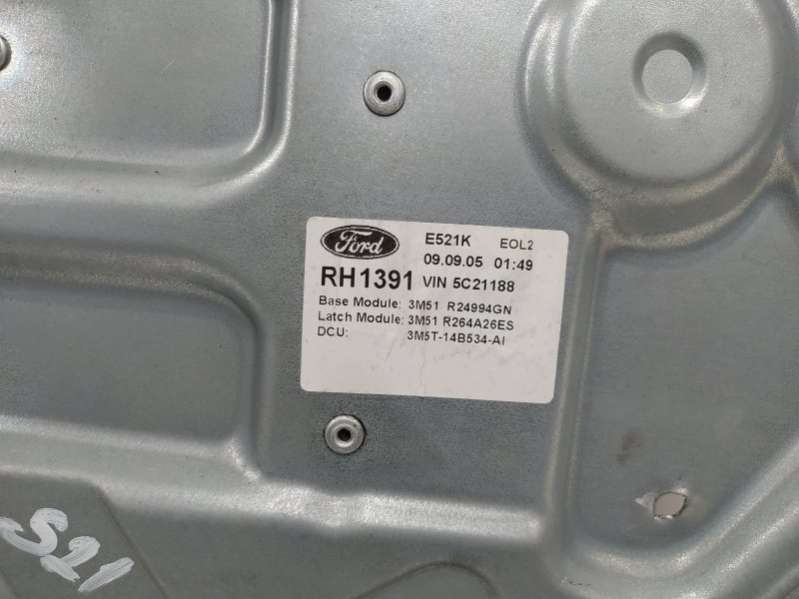 Ford E521K EOL2
09.09.05 01:49
RH1391 VIN 5C21188
Base Module: 3M51 R24994GN
Latch Module: 3M51 R264A26ES
DCU: 3M5T-14B534-AI
S21